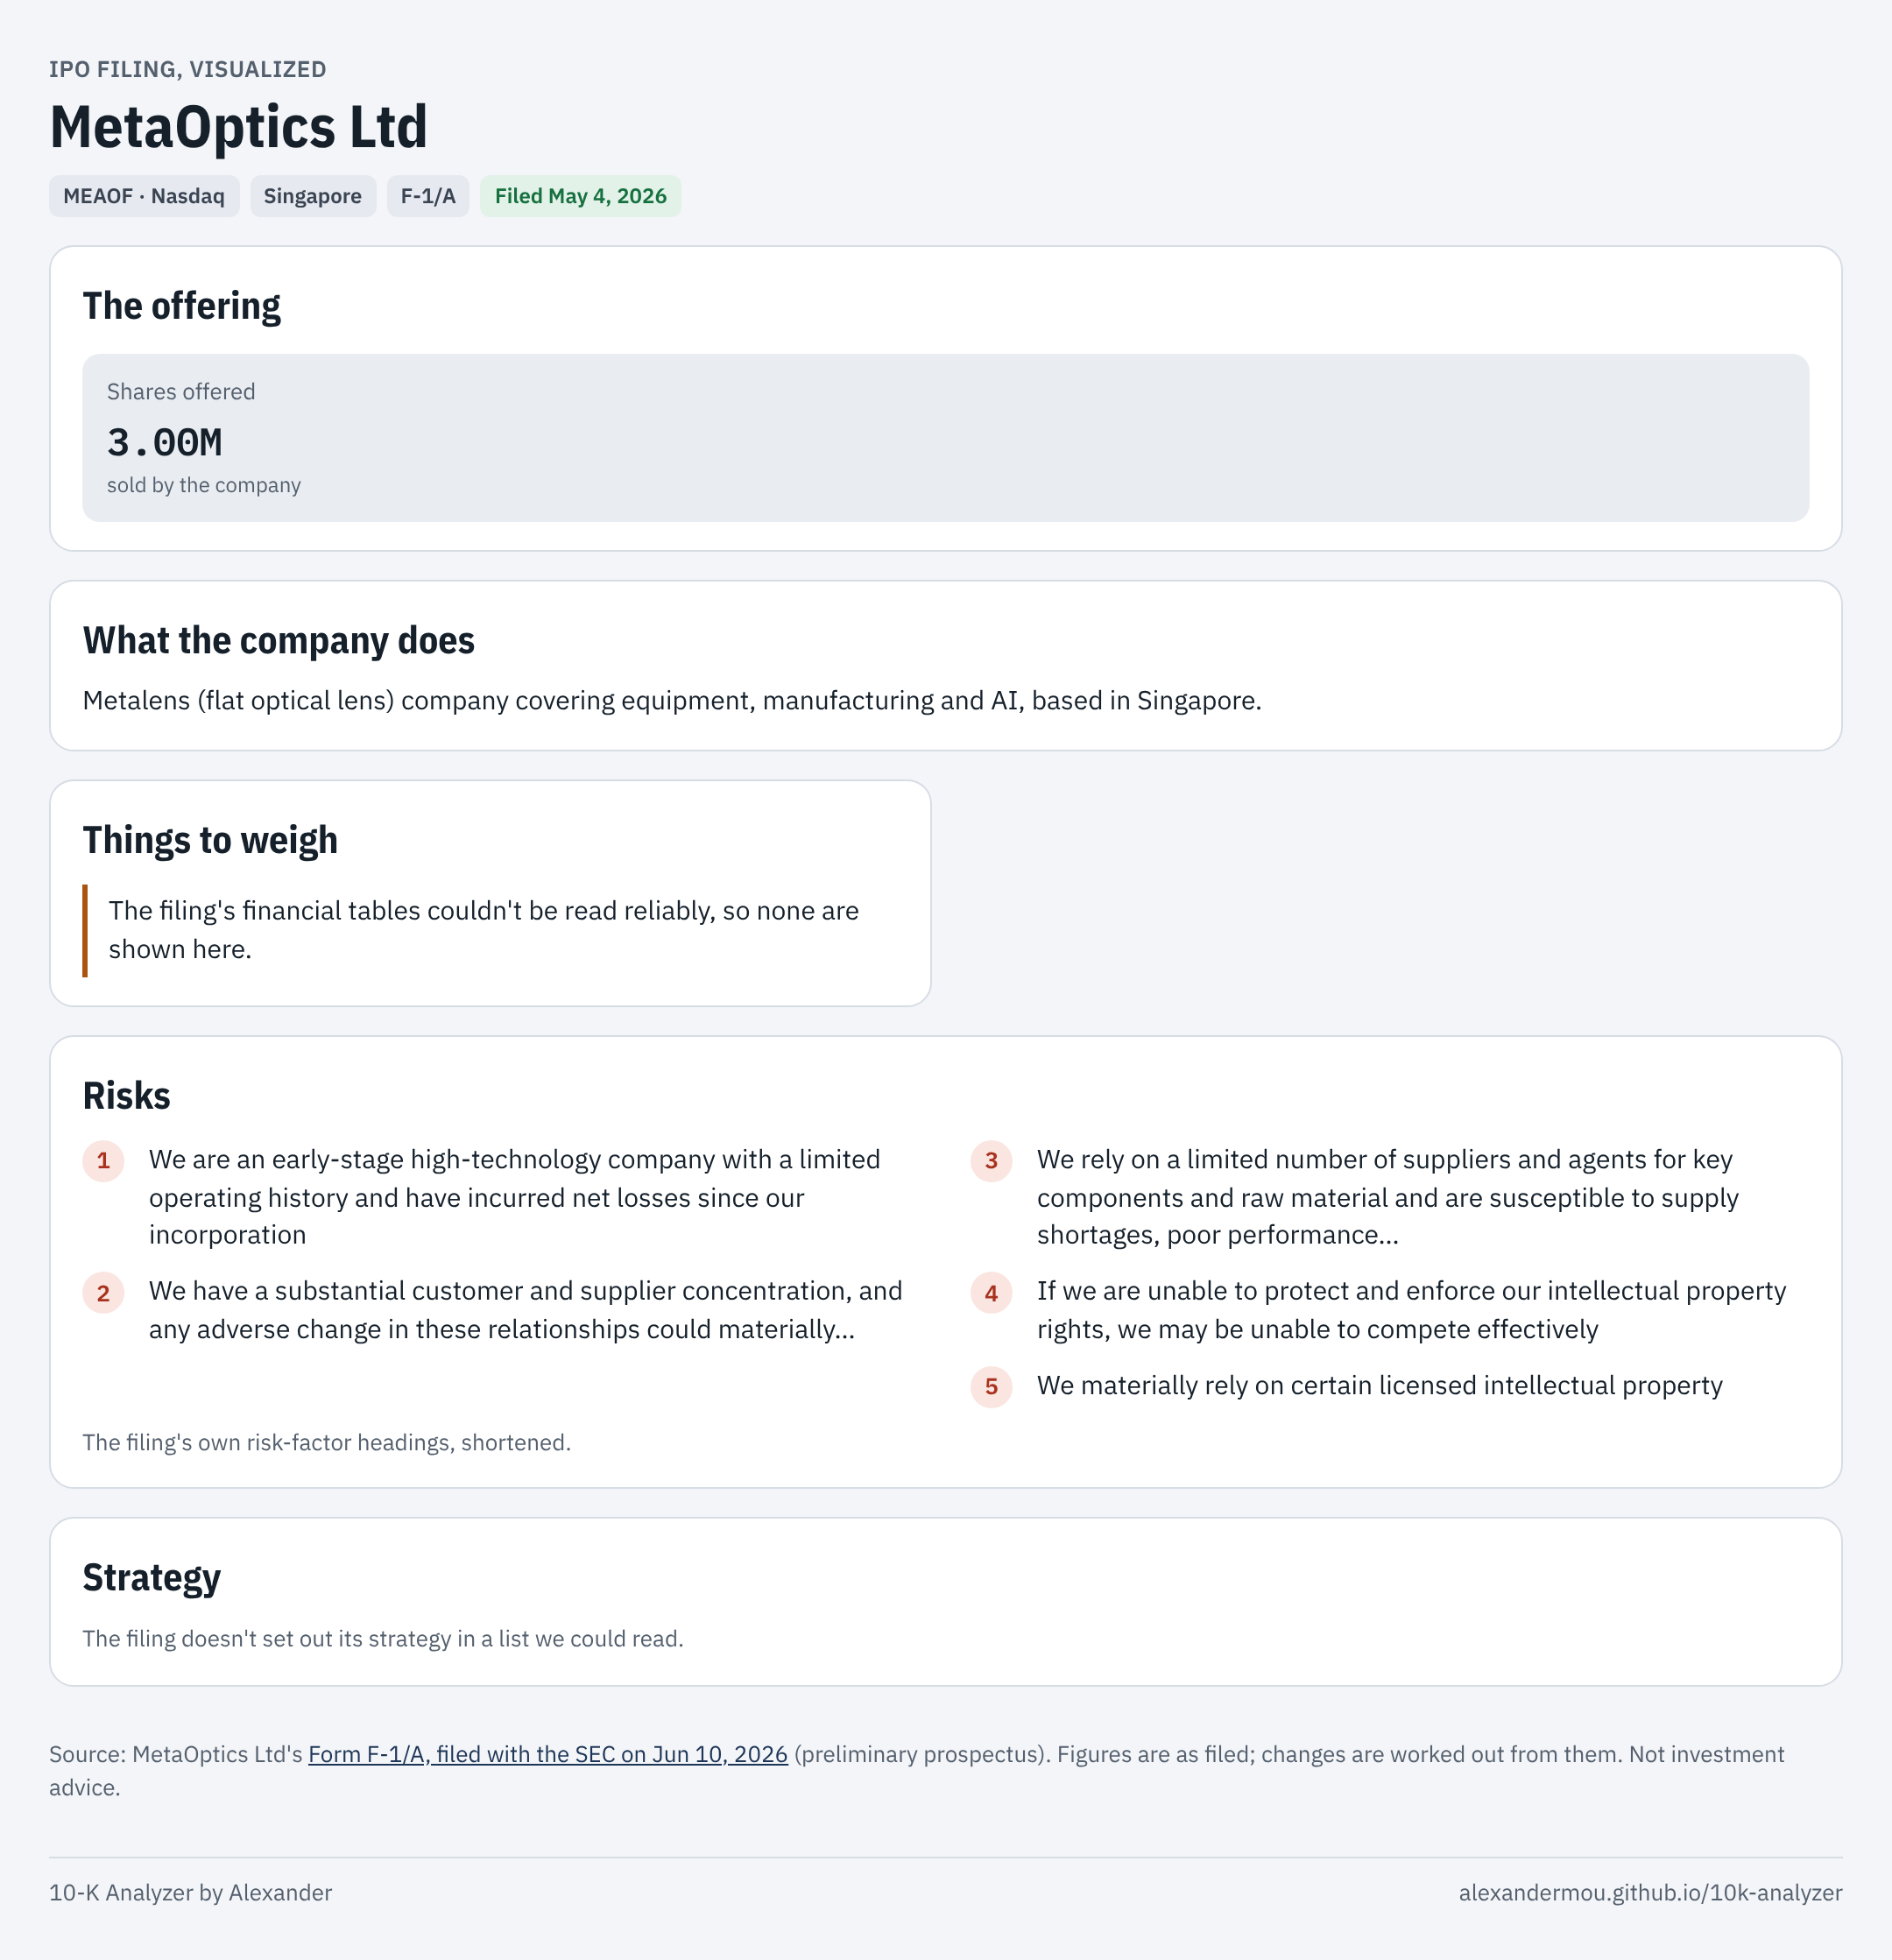 IPO FILING, VISUALIZED
MetaOptics Ltd
MEAOF · Nasdaq
Singapore
F-1/A
Filed May 4, 2026
The offering
Shares offered
3.00M
sold by the company
What the company does
Metalens (flat optical lens) company covering equipment, manufacturing and AI, based in Singapore.
Things to weigh
The filing's financial tables couldn't be read reliably, so none are
shown here.
Risks
1 We are an early-stage high-technology company with a limited
operating history and have incurred net losses since our
incorporation
2 We have a substantial customer and supplier concentration, and
any adverse change in these relationships could materially…
3 We rely on a limited number of suppliers and agents for key
components and raw material and are susceptible to supply
shortages, poor performance…
4 If we are unable to protect and enforce our intellectual property
rights, we may be unable to compete effectively
5 We materially rely on certain licensed intellectual property
The filing's own risk-factor headings, shortened.
Strategy
The filing doesn't set out its strategy in a list we could read.
Source: MetaOptics Ltd's Form F-1/A, filed with the SEC on Jun 10, 2026 (preliminary prospectus). Figures are as filed; changes are worked out from them. Not investment
advice.
10-K Analyzer by Alexander
alexandermou.github.io/10k-analyzer